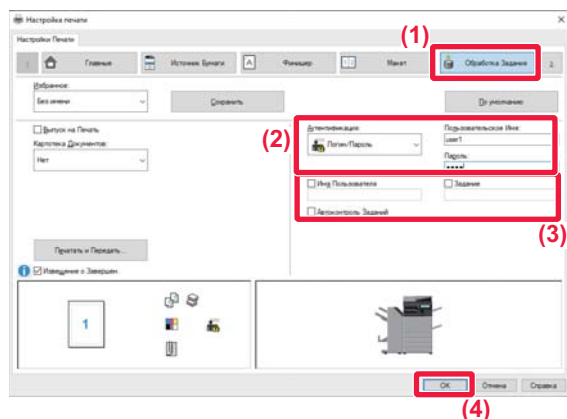 Настройка печати
Настройки Печати
(1)
Главные
Источник Бумаги
Финишер
Макет
Обработка Задание
Избранное:
Без имени
Сохранить
По умолчанию
Выпуск на Печать
Картотека Документов:
Нет
(2)
Аутентификация:
Логин/Пароль
Пользовательское Имя:
user1
Пароль:
••••
Имя Пользователя
Задание
Автоконтроль Заданий
(3)
Печатать и Передать...
Извещение о Завершен.
1
OK
Отмена
Справка
(4)